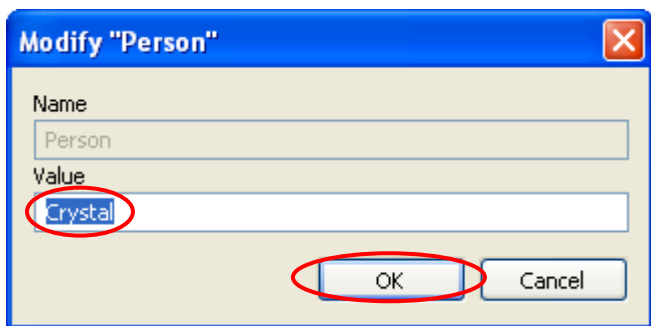 Modify "Person"
Name
Person
Value
Crystal
OK Cancel